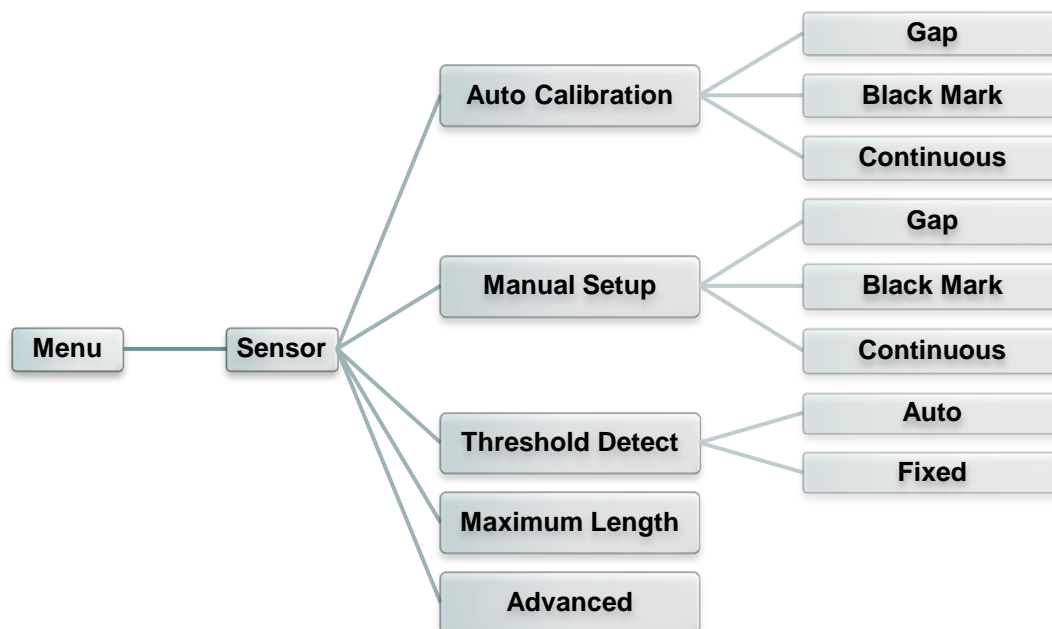 Menu
Sensor
Auto Calibration
Gap
Black Mark
Continuous
Manual Setup
Gap
Black Mark
Continuous
Threshold Detect
Auto
Fixed
Maximum Length
Advanced